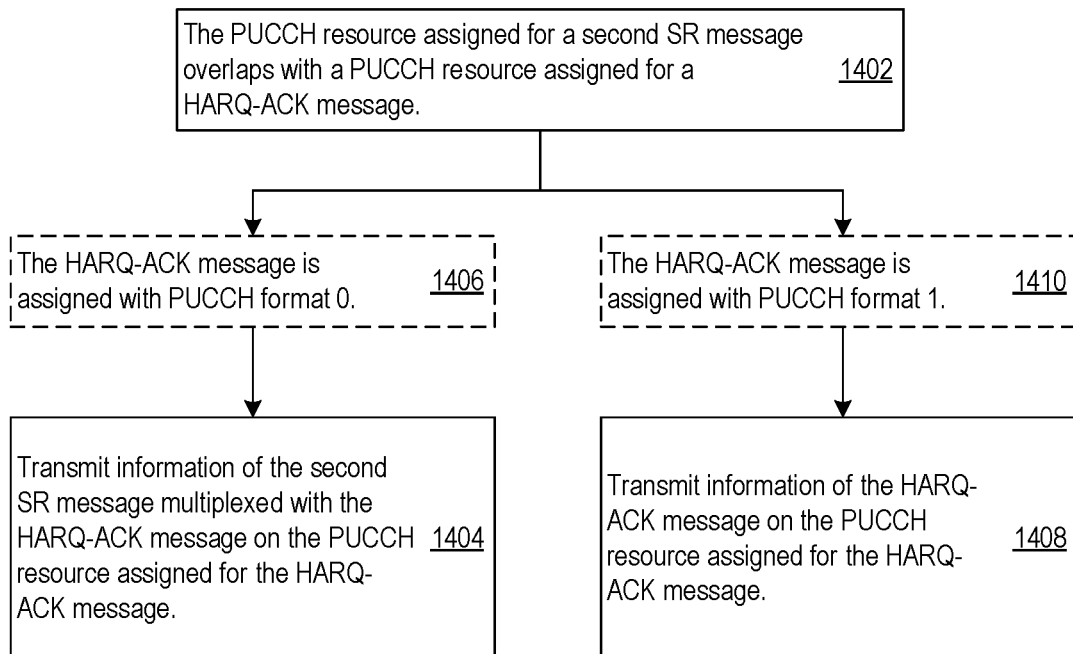 The PUCCH resource assigned for a second SR message
overlaps with a PUCCH resource assigned for a
HARQ-ACK message.
1402
The HARQ-ACK message is
assigned with PUCCH format 0.
1406
The HARQ-ACK message is
assigned with PUCCH format 1.
1410
Transmit information of the second
SR message multiplexed with the
HARQ-ACK message on the PUCCH
resource assigned for the HARQ-
ACK message.
1404
Transmit information of the HARQ-
ACK message on the PUCCH
resource assigned for the HARQ-
ACK message.
1408